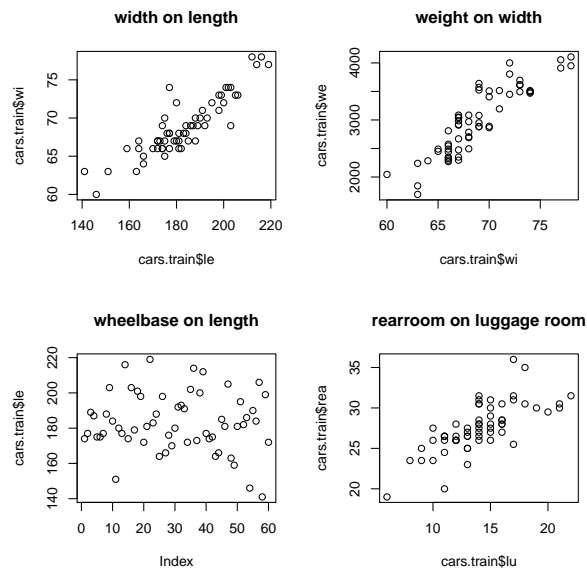 width on length
cars.train$wi
60 65 70 75
140 160 180 200 220
cars.train$le
weight on width
cars.train$we
2000 3000 4000
60 65 70 75
cars.train$wi
wheelbase on length
cars.train$le
140 160 180 200 220
0 10 20 30 40 50 60
Index
rearroom on luggage room
cars.train$rea
20 25 30 35
10 15 20
cars.train$lu